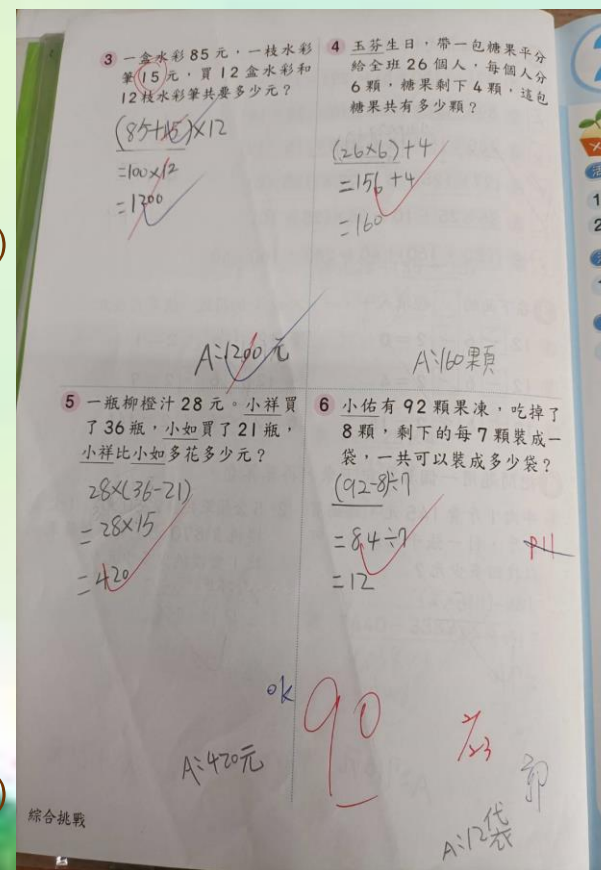 3 一盒水彩85元,一枝水彩
筆15元,買12盒水彩和
12枝水彩筆共要多少元?
(85+15)×12
=100×12
=1200
A:1200元
4 玉芬生日,帶一包糖果平分
給全班26個人,每個人分
6顆,糖果剩下4顆,這包
糖果共有多少顆?
(26×6)+4
=156+4
=160
A:160顆
5 一瓶柳橙汁28元。小祥買
了36瓶,小如買了21瓶,
小祥比小如多花多少元?
28×(36-21)
=28×15
=420
A:420元
6 小佑有92顆果凍,吃掉了
8顆,剩下的每7顆裝成一
袋,一共可以裝成多少袋?
(92-8)÷7
=84÷7
=12
A:12袋
P11
ok
90
2/23
郭
綜合挑戰
1
2